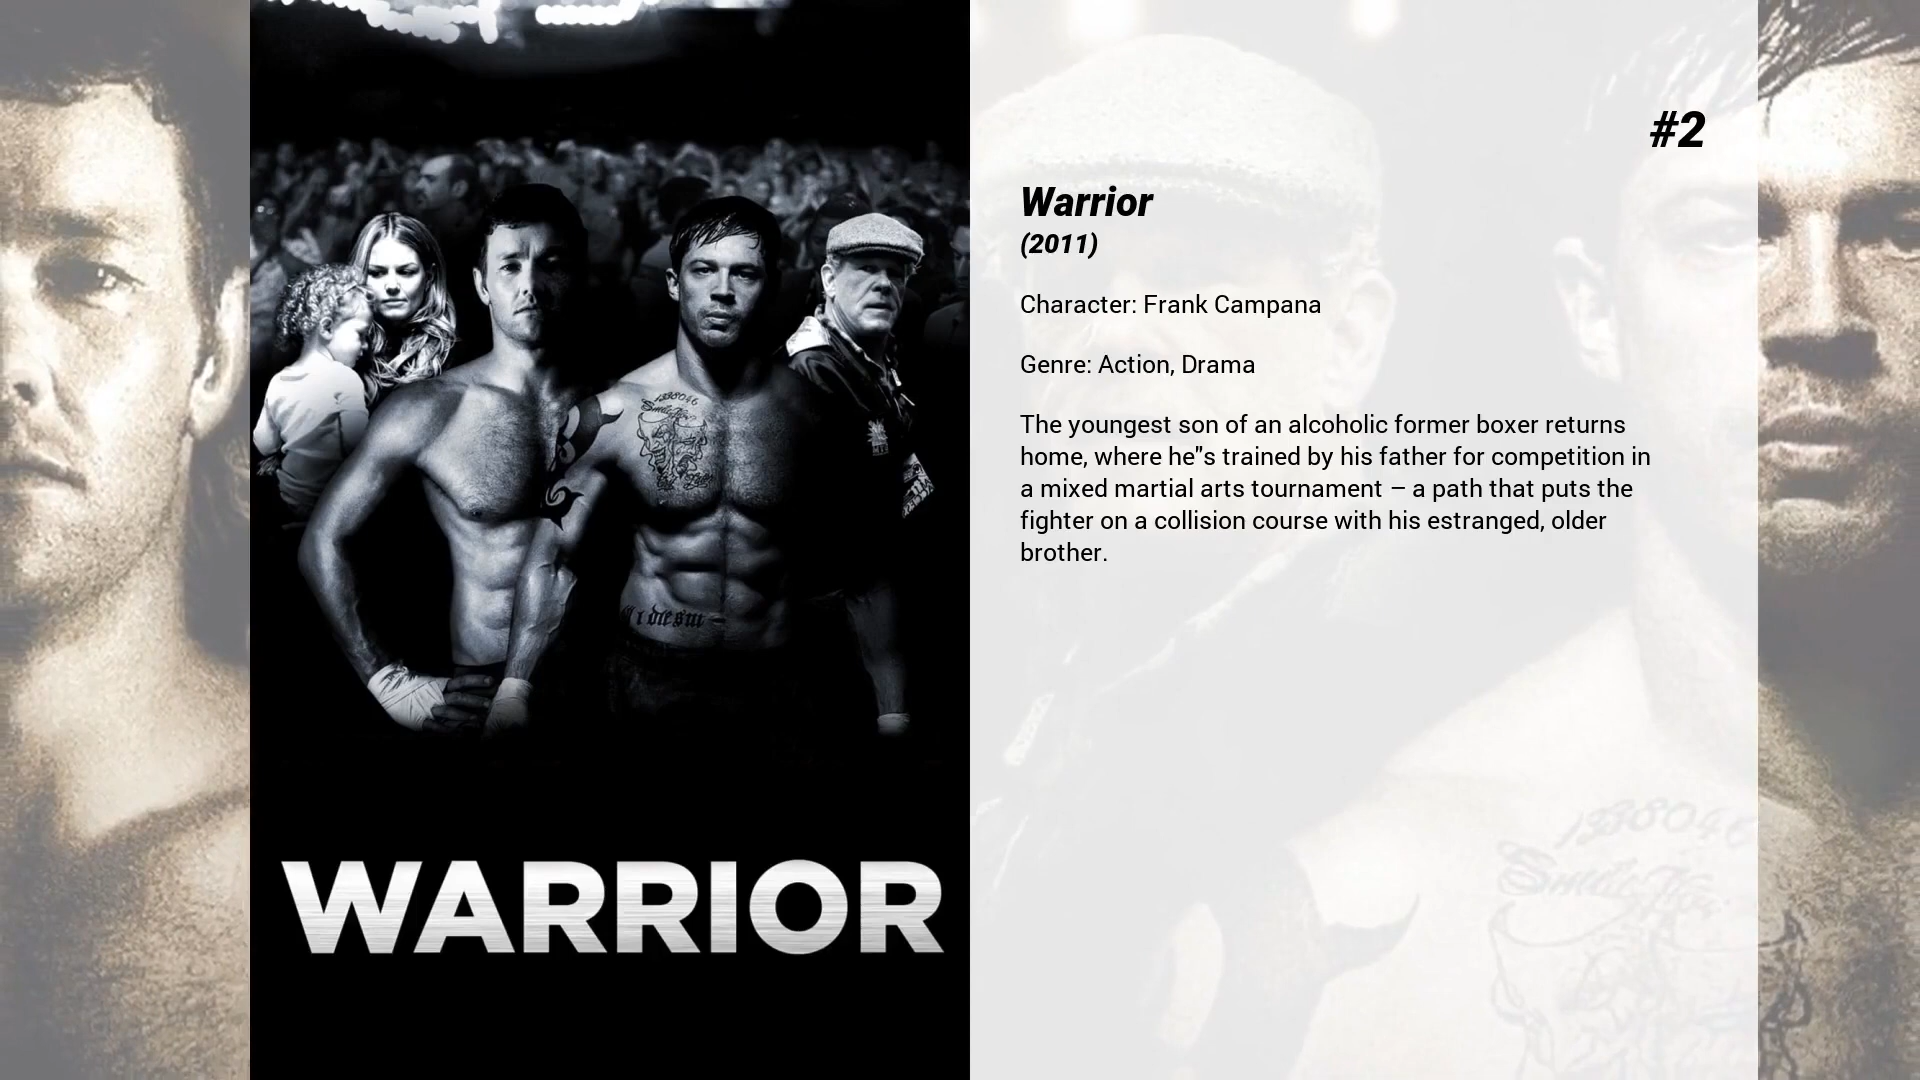 #2
Warrior
(2011)
Character: Frank Campana
Genre: Action, Drama
The youngest son of an alcoholic former boxer returns
home, where he"s trained by his father for competition in
a mixed martial arts tournament – a path that puts the
fighter on a collision course with his estranged, older
brother.
1338046
WARRIOR